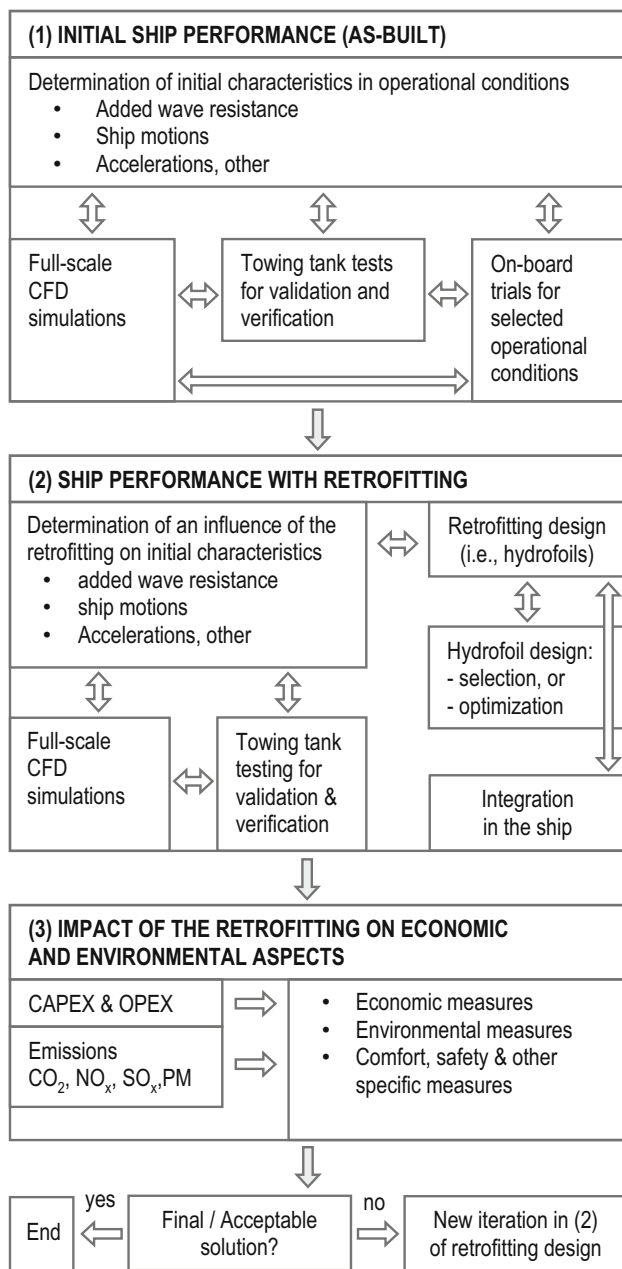 (1) INITIAL SHIP PERFORMANCE (AS-BUILT)
Determination of initial characteristics in operational conditions
• Added wave resistance
• Ship motions
• Accelerations, other
Full-scale
CFD
simulations
Towing tank tests
for validation and
verification
On-board
trials for
selected
operational
conditions
(2) SHIP PERFORMANCE WITH RETROFITTING
Determination of an influence of the
retrofitting on initial characteristics
• added wave resistance
• ship motions
• Accelerations, other
Retrofitting design
(i.e., hydrofoils)
Hydrofoil design:
- selection, or
- optimization
Full-scale
CFD
simulations
Towing tank
testing for
validation &
verification
Integration
in the ship
(3) IMPACT OF THE RETROFITTING ON ECONOMIC
AND ENVIRONMENTAL ASPECTS
CAPEX & OPEX
Emissions
CO₂, NOₓ, SOₓ,PM
• Economic measures
• Environmental measures
• Comfort, safety & other
specific measures
End
yes
Final / Acceptable
solution?
no
New iteration in (2)
of retrofitting design